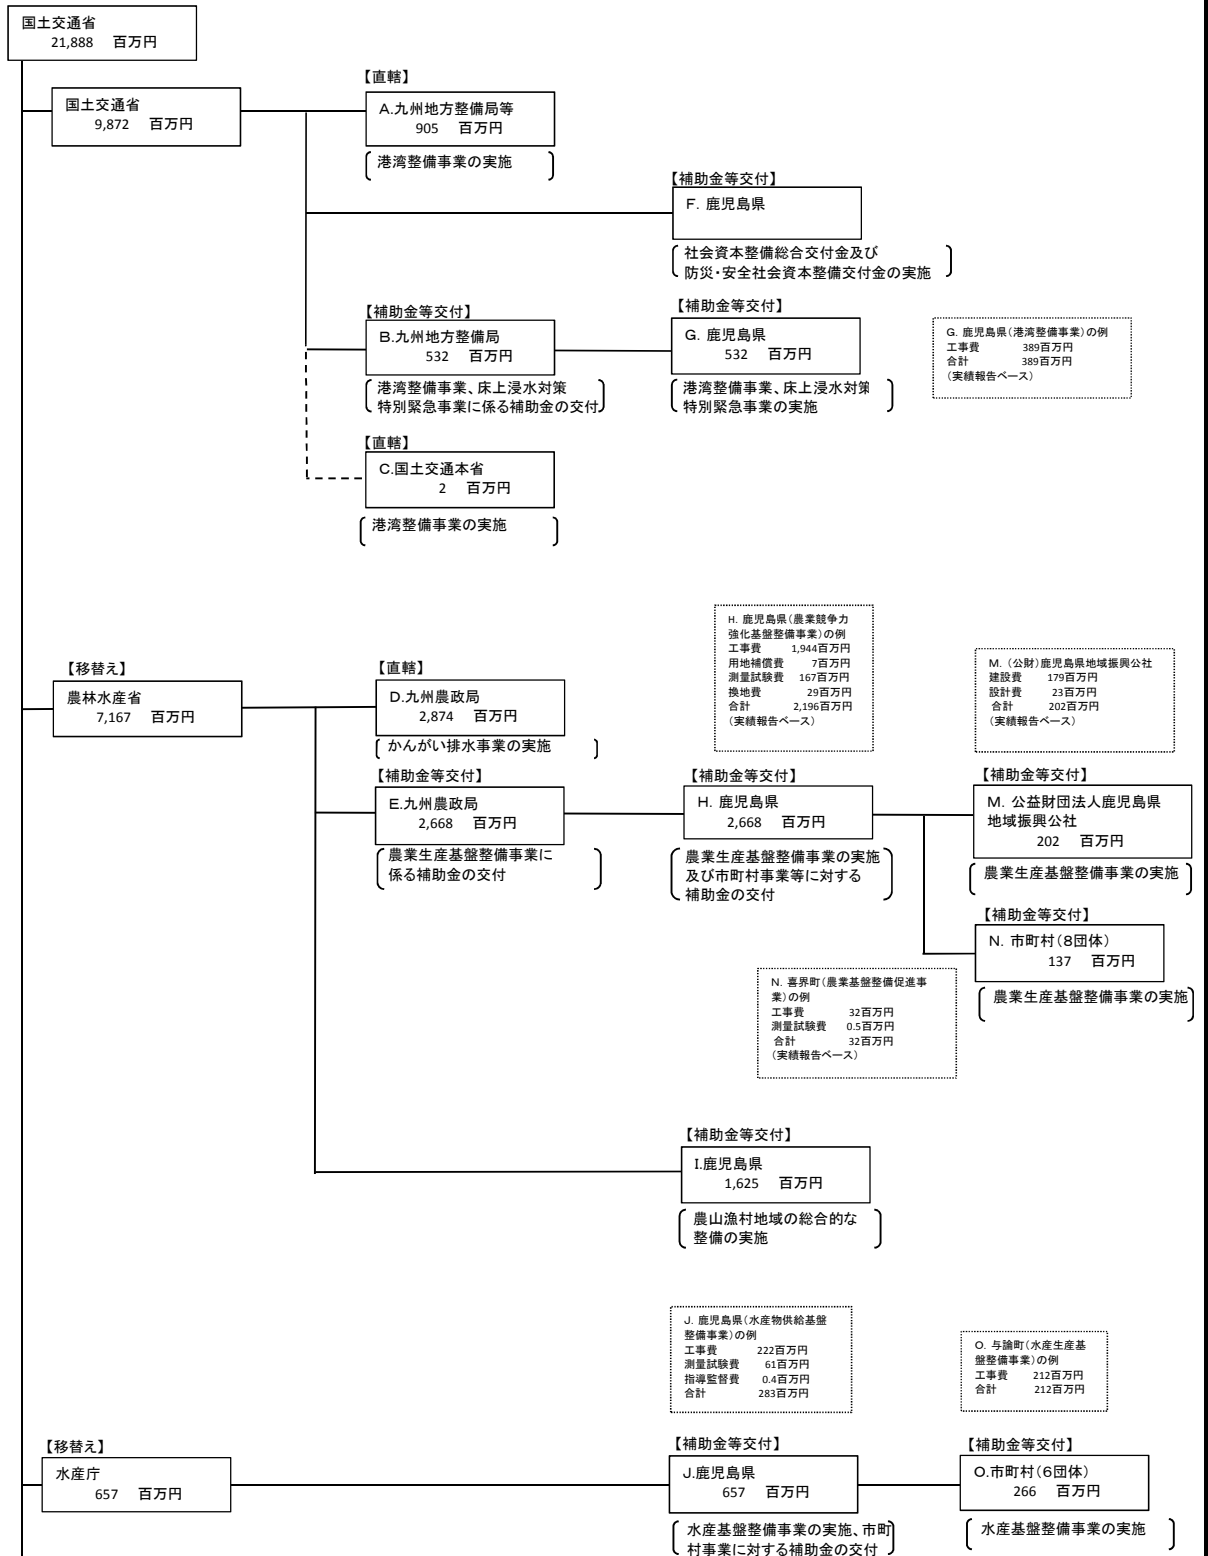 国土交通省
21,888 百万円
国土交通省
9,872 百万円
【直轄】
A.九州地方整備局等
905 百万円
港湾整備事業の実施
【補助金等交付】
F. 鹿児島県
社会資本整備総合交付金及び
防災・安全社会資本整備交付金の実施
【補助金等交付】
B.九州地方整備局
532 百万円
港湾整備事業、床上浸水対策
特別緊急事業に係る補助金の交付
【補助金等交付】
G. 鹿児島県
532 百万円
港湾整備事業、床上浸水対策
特別緊急事業の実施
G. 鹿児島県(港湾整備事業)の例
工事費 389百万円
合計 389百万円
(実績報告ベース)
【直轄】
C.国土交通本省
2 百万円
港湾整備事業の実施
【移替え】
農林水産省
7,167 百万円
【直轄】
D.九州農政局
2,874 百万円
かんがい排水事業の実施
H. 鹿児島県(農業競争力
強化基盤整備事業)の例
工事費 1,944百万円
用地補償費 7百万円
測量試験費 167百万円
換地費 29百万円
合計 2,196百万円
(実績報告ベース)
M. (公財)鹿児島県地域振興公社
建設費 179百万円
設計費 23百万円
合計 202百万円
(実績報告ベース)
【補助金等交付】
E.九州農政局
2,668 百万円
農業生産基盤整備事業に
係る補助金の交付
【補助金等交付】
H. 鹿児島県
2,668 百万円
農業生産基盤整備事業の実施
及び市町村事業等に対する
補助金の交付
【補助金等交付】
M. 公益財団法人鹿児島県
地域振興公社
202 百万円
農業生産基盤整備事業の実施
【補助金等交付】
N. 市町村(8団体)
137 百万円
農業生産基盤整備事業の実施
N. 喜界町(農業基盤整備促進事
業)の例
工事費 32百万円
測量試験費 0.5百万円
合計 32百万円
(実績報告ベース)
【補助金等交付】
I.鹿児島県
1,625 百万円
農山漁村地域の総合的な
整備の実施
J. 鹿児島県(水産物供給基盤
整備事業)の例
工事費 222百万円
測量試験費 61百万円
指導監督費 0.4百万円
合計 283百万円
O. 与論町(水産生産基
盤整備事業)の例
工事費 212百万円
合計 212百万円
【移替え】
水産庁
657 百万円
【補助金等交付】
J.鹿児島県
657 百万円
水産基盤整備事業の実施、市町
村事業に対する補助金の交付
【補助金等交付】
O.市町村(6団体)
266 百万円
水産基盤整備事業の実施